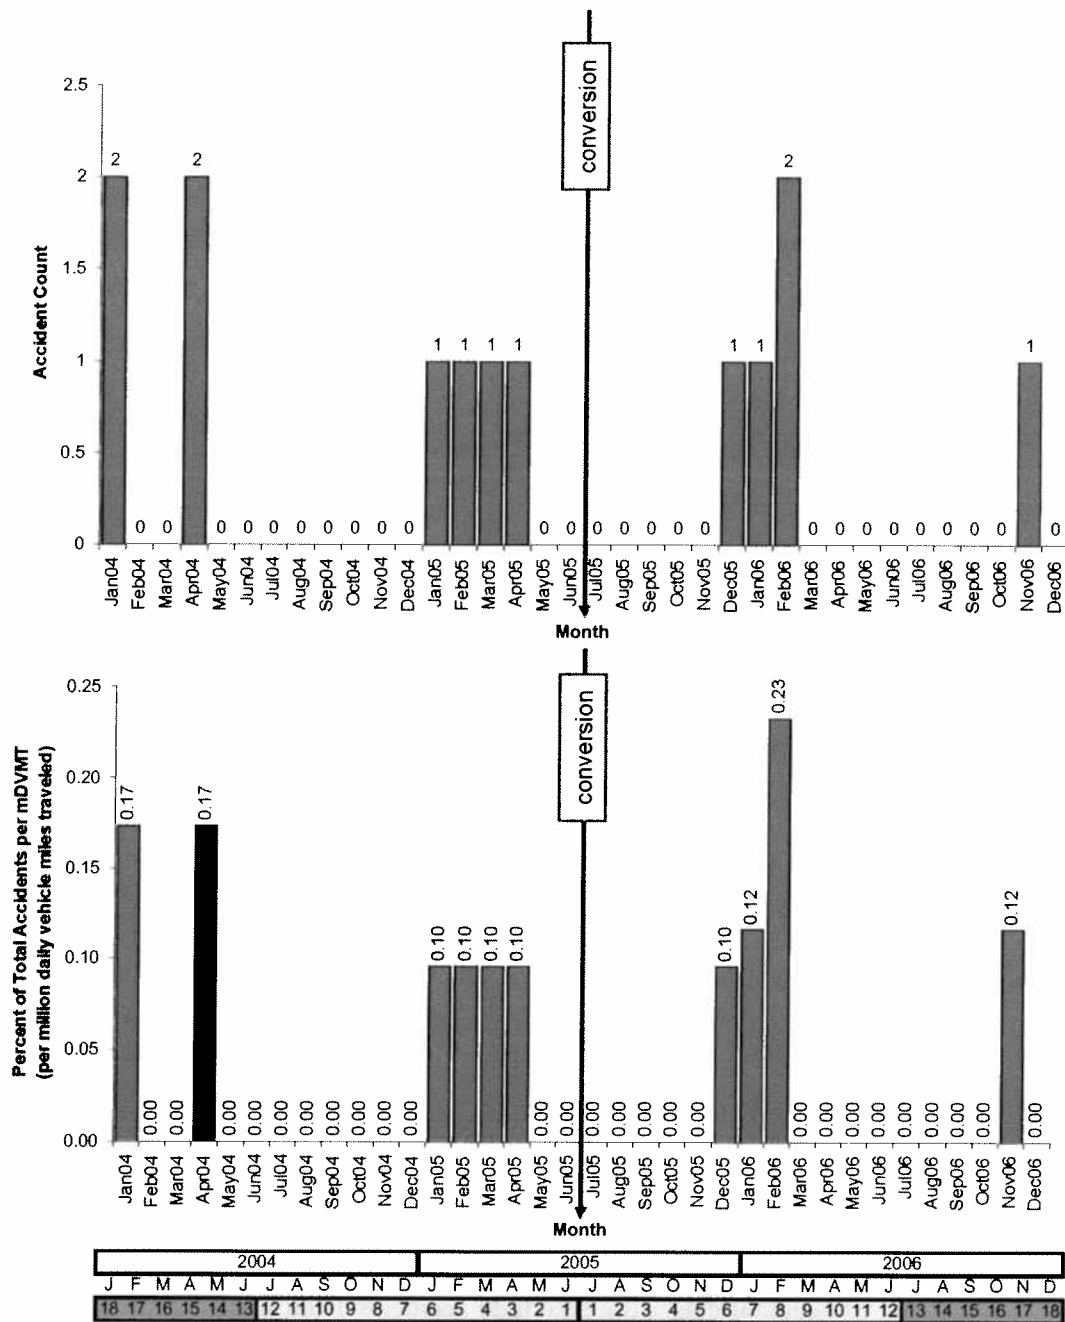 conversion
2.5
2
1.5
1
0.5
0
Accident Count
2 0 0 2 0 0 0 0 0 0 0 0 1 1 1 1 0 0 0 0 0 0 0 1 1 2 0 0 0 0 0 0 0 0 1 0
Jan04 Feb04 Mar04 Apr04 May04 Jun04 Jul04 Aug04 Sep04 Oct04 Nov04 Dec04 Jan05 Feb05 Mar05 Apr05 May05 Jun05 Jul05 Aug05 Sep05 Oct05 Nov05 Dec05 Jan06 Feb06 Mar06 Apr06 May06 Jun06 Jul06 Aug06 Sep06 Oct06 Nov06 Dec06
Month
conversion
0.25
0.20
0.15
0.10
0.05
0.00
Percent of Total Accidents per mDVMT
(per million daily vehicle miles traveled)
0.17 0.00 0.00 0.17 0.00 0.00 0.00 0.00 0.00 0.00 0.00 0.00 0.10 0.10 0.10 0.10 0.00 0.00 0.00 0.00 0.00 0.00 0.00 0.10 0.12 0.23 0.00 0.00 0.00 0.00 0.00 0.00 0.00 0.00 0.12 0.00
Jan04 Feb04 Mar04 Apr04 May04 Jun04 Jul04 Aug04 Sep04 Oct04 Nov04 Dec04 Jan05 Feb05 Mar05 Apr05 May05 Jun05 Jul05 Aug05 Sep05 Oct05 Nov05 Dec05 Jan06 Feb06 Mar06 Apr06 May06 Jun06 Jul06 Aug06 Sep06 Oct06 Nov06 Dec06
Month
2004 2005 2006
J F M A M J J A S O N D J F M A M J J A S O N D J F M A M J J A S O N D
18 17 16 15 14 13 12 11 10 9 8 7 6 5 4 3 2 1 1 2 3 4 5 6 7 8 9 10 11 12 13 14 15 16 17 18